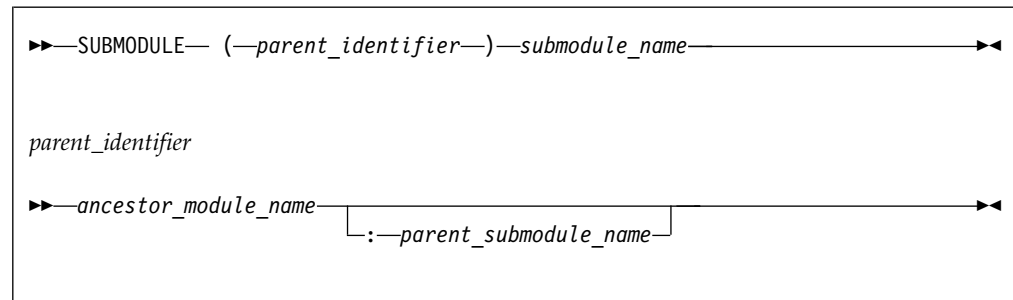 ►►—SUBMODULE— (—parent_identifier—)—submodule_name—►◄
parent_identifier
►►—ancestor_module_name—►◄
:—parent_submodule_name